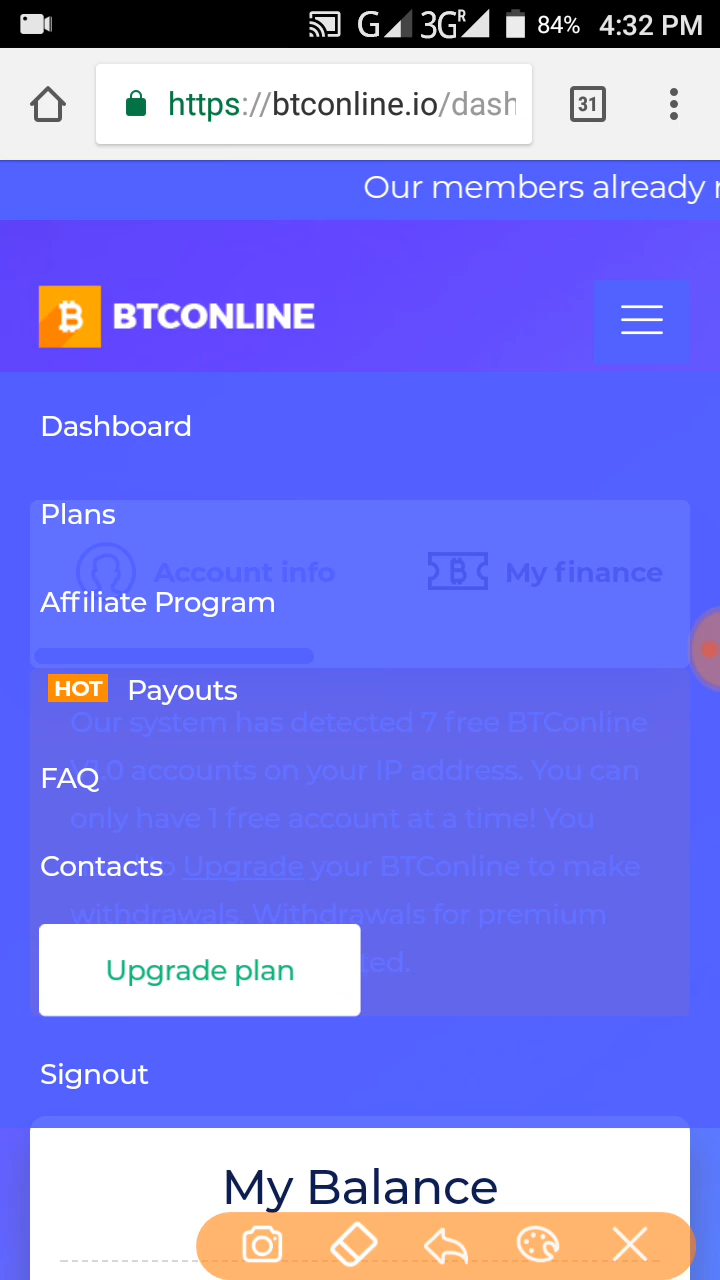 G 3G R 84% 4:32 PM
https://btconline.io/dash
31
Our members already
BTCONLINE
Dashboard
Plans
Account info
My finance
Affiliate Program
HOT Payouts
Our system has detected 7 free BTConline
accounts on your IP address. You can
FAQ
only have 1 free account at a time! You
Contacts
Upgrade your BTConline to make
withdrawals. Withdrawals for premium
Upgrade plan
Signout
My Balance